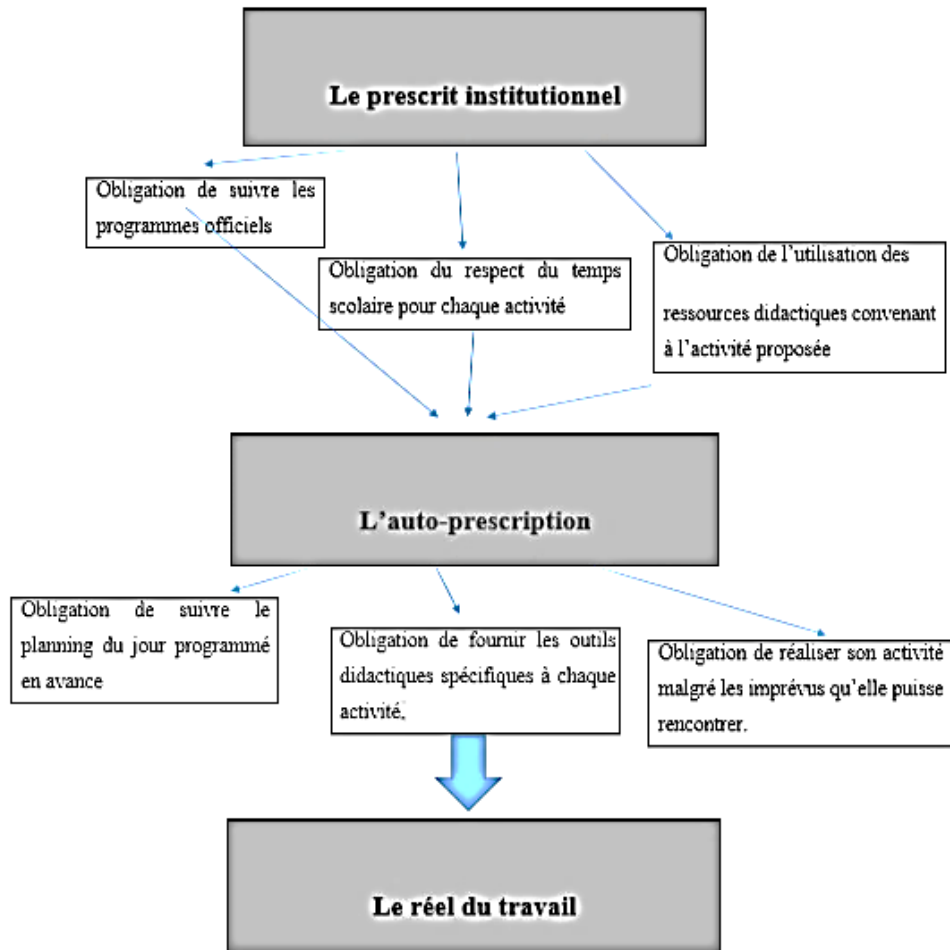 Le prescrit institutionnel
Obligation de suivre les
programmes officiels
Obligation du respect du temps
scolaire pour chaque activité
Obligation de l’utilisation des
ressources didactiques convenant
à l’activité proposée
L’auto-prescription
Obligation de suivre le
planning du jour programmé
en avance
Obligation de fournir les outils
didactiques spécifiques à chaque
activité.
Obligation de réaliser son activité
malgré les imprévus qu’elle puisse
rencontrer.
Le réel du travail